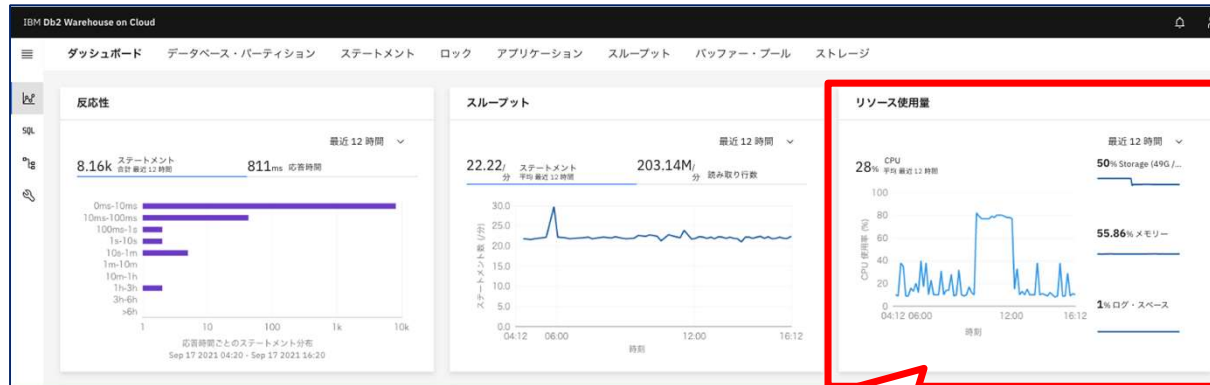 IBM Db2 Warehouse on Cloud
ダッシュボード データベース・パーティション ステートメント ロック アプリケーション スループット バッファー・プール ストレージ
SQL
反応性
最近 12 時間
8.16k ステートメント 合計 最近 12 時間
811ms 応答時間
0ms-10ms
10ms-100ms
100ms-1s
1s-10s
10s-1m
1m-10m
10m-1h
1h-3h
3h-6h
>6h
1 10 100 1k 10k
応答時間ごとのステートメント分布
Sep 17 2021 04:20 - Sep 17 2021 16:20
スループット
最近 12 時間
22.22/分 ステートメント 平均 最近 12 時間
203.14M/分 読み取り行数
ステートメント数 (/分)
30.0
25.0
20.0
15.0
10.0
5.0
0.0
04:12 06:00 12:00 16:12
時刻
リソース使用量
最近 12 時間
28% CPU 平均 最近 12 時間
CPU 使用率 (%)
100
80
60
40
20
0
04:12 06:00 12:00 16:12
時刻
50% Storage (49G /...
55.86% メモリー
1% ログ・スペース